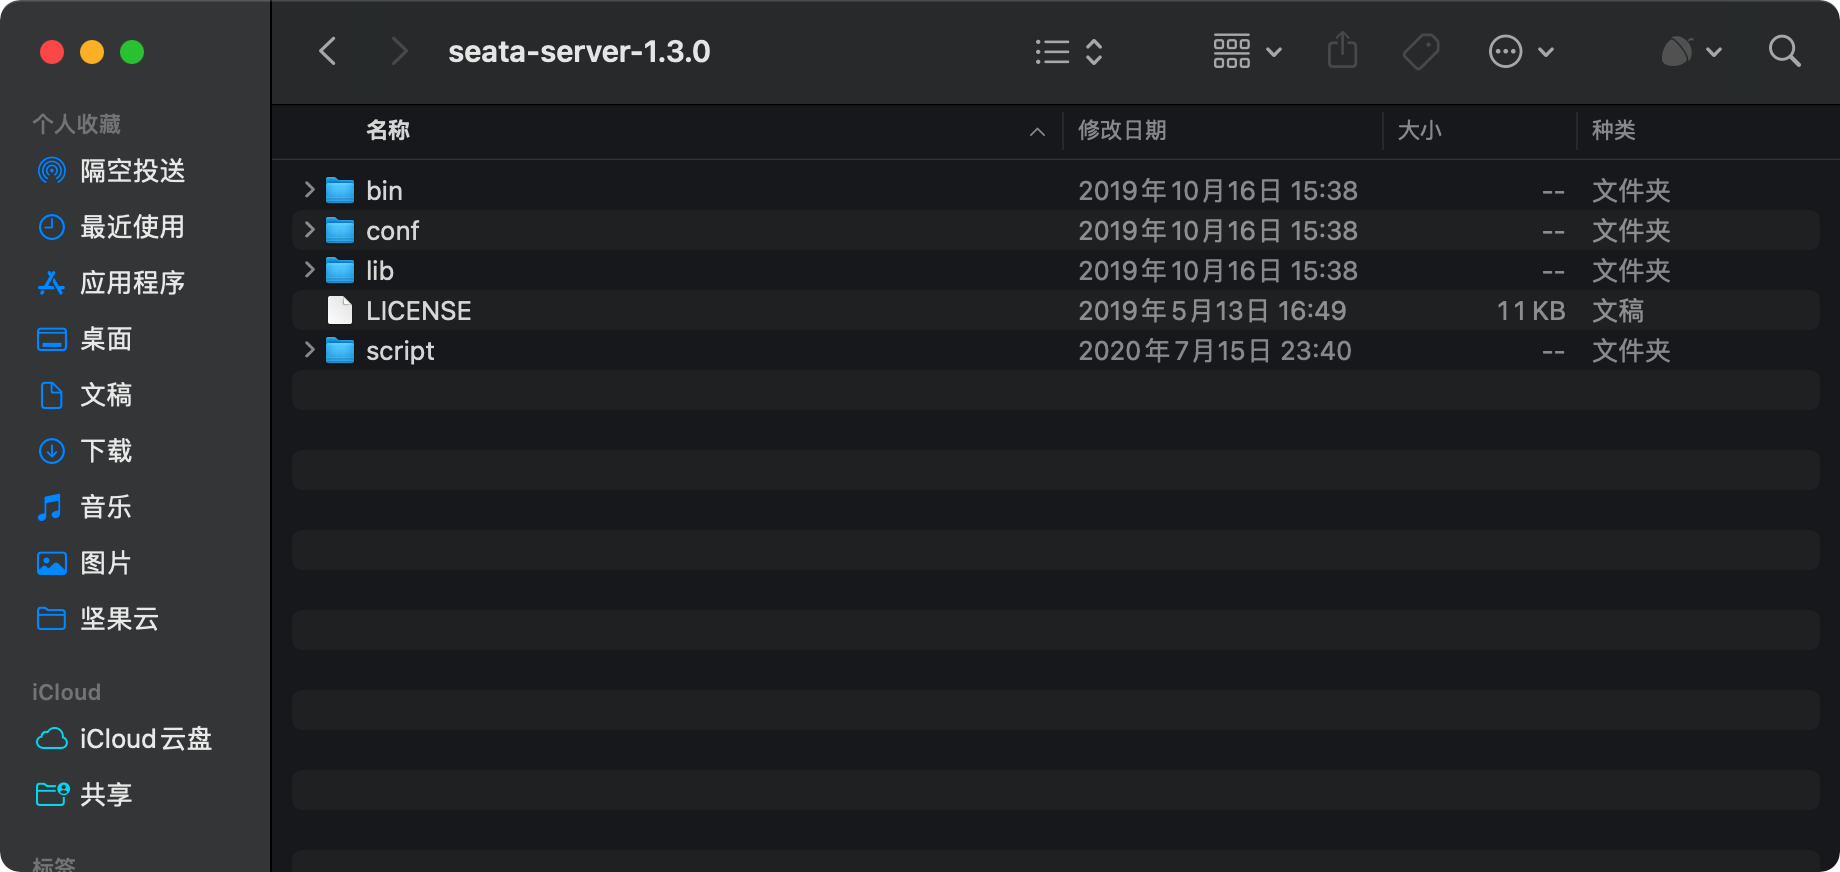 seata-server-1.3.0
个人收藏
隔空投送
最近使用
应用程序
桌面
文稿
下载
音乐
图片
坚果云
iCloud
iCloud云盘
共享
标签
名称 修改日期 大小 种类
bin 2019年10月16日 15:38 -- 文件夹
conf 2019年10月16日 15:38 -- 文件夹
lib 2019年10月16日 15:38 -- 文件夹
LICENSE 2019年5月13日 16:49 11 KB 文稿
script 2020年7月15日 23:40 -- 文件夹